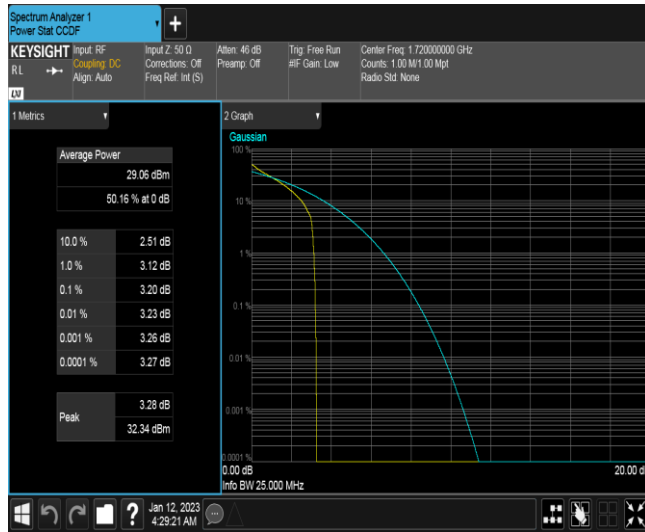 Spectrum Analyzer 1
Power Stat CCDF
KEYSIGHT
RL
LXI
Input: RF
Coupling: DC
Align: Auto
Input Z: 50 Ω
Corrections: Off
Freq Ref: Int (S)
Atten: 46 dB
Preamp: Off
Trig: Free Run
#IF Gain: Low
Center Freq: 1.720000000 GHz
Counts: 1.00 M/1.00 Mpt
Radio Std: None
1 Metrics
Average Power
29.06 dBm
50.16 % at 0 dB
10.0 % 2.51 dB
1.0 % 3.12 dB
0.1 % 3.20 dB
0.01 % 3.23 dB
0.001 % 3.26 dB
0.0001 % 3.27 dB
Peak
3.28 dB
32.34 dBm
2 Graph
Gaussian
100 %
10 %
1 %
0.1 %
0.01 %
0.001 %
0.0001 %
0.00 dB 20.00 d
Info BW 25.000 MHz
?
Jan 12, 2023
4:29:21 AM